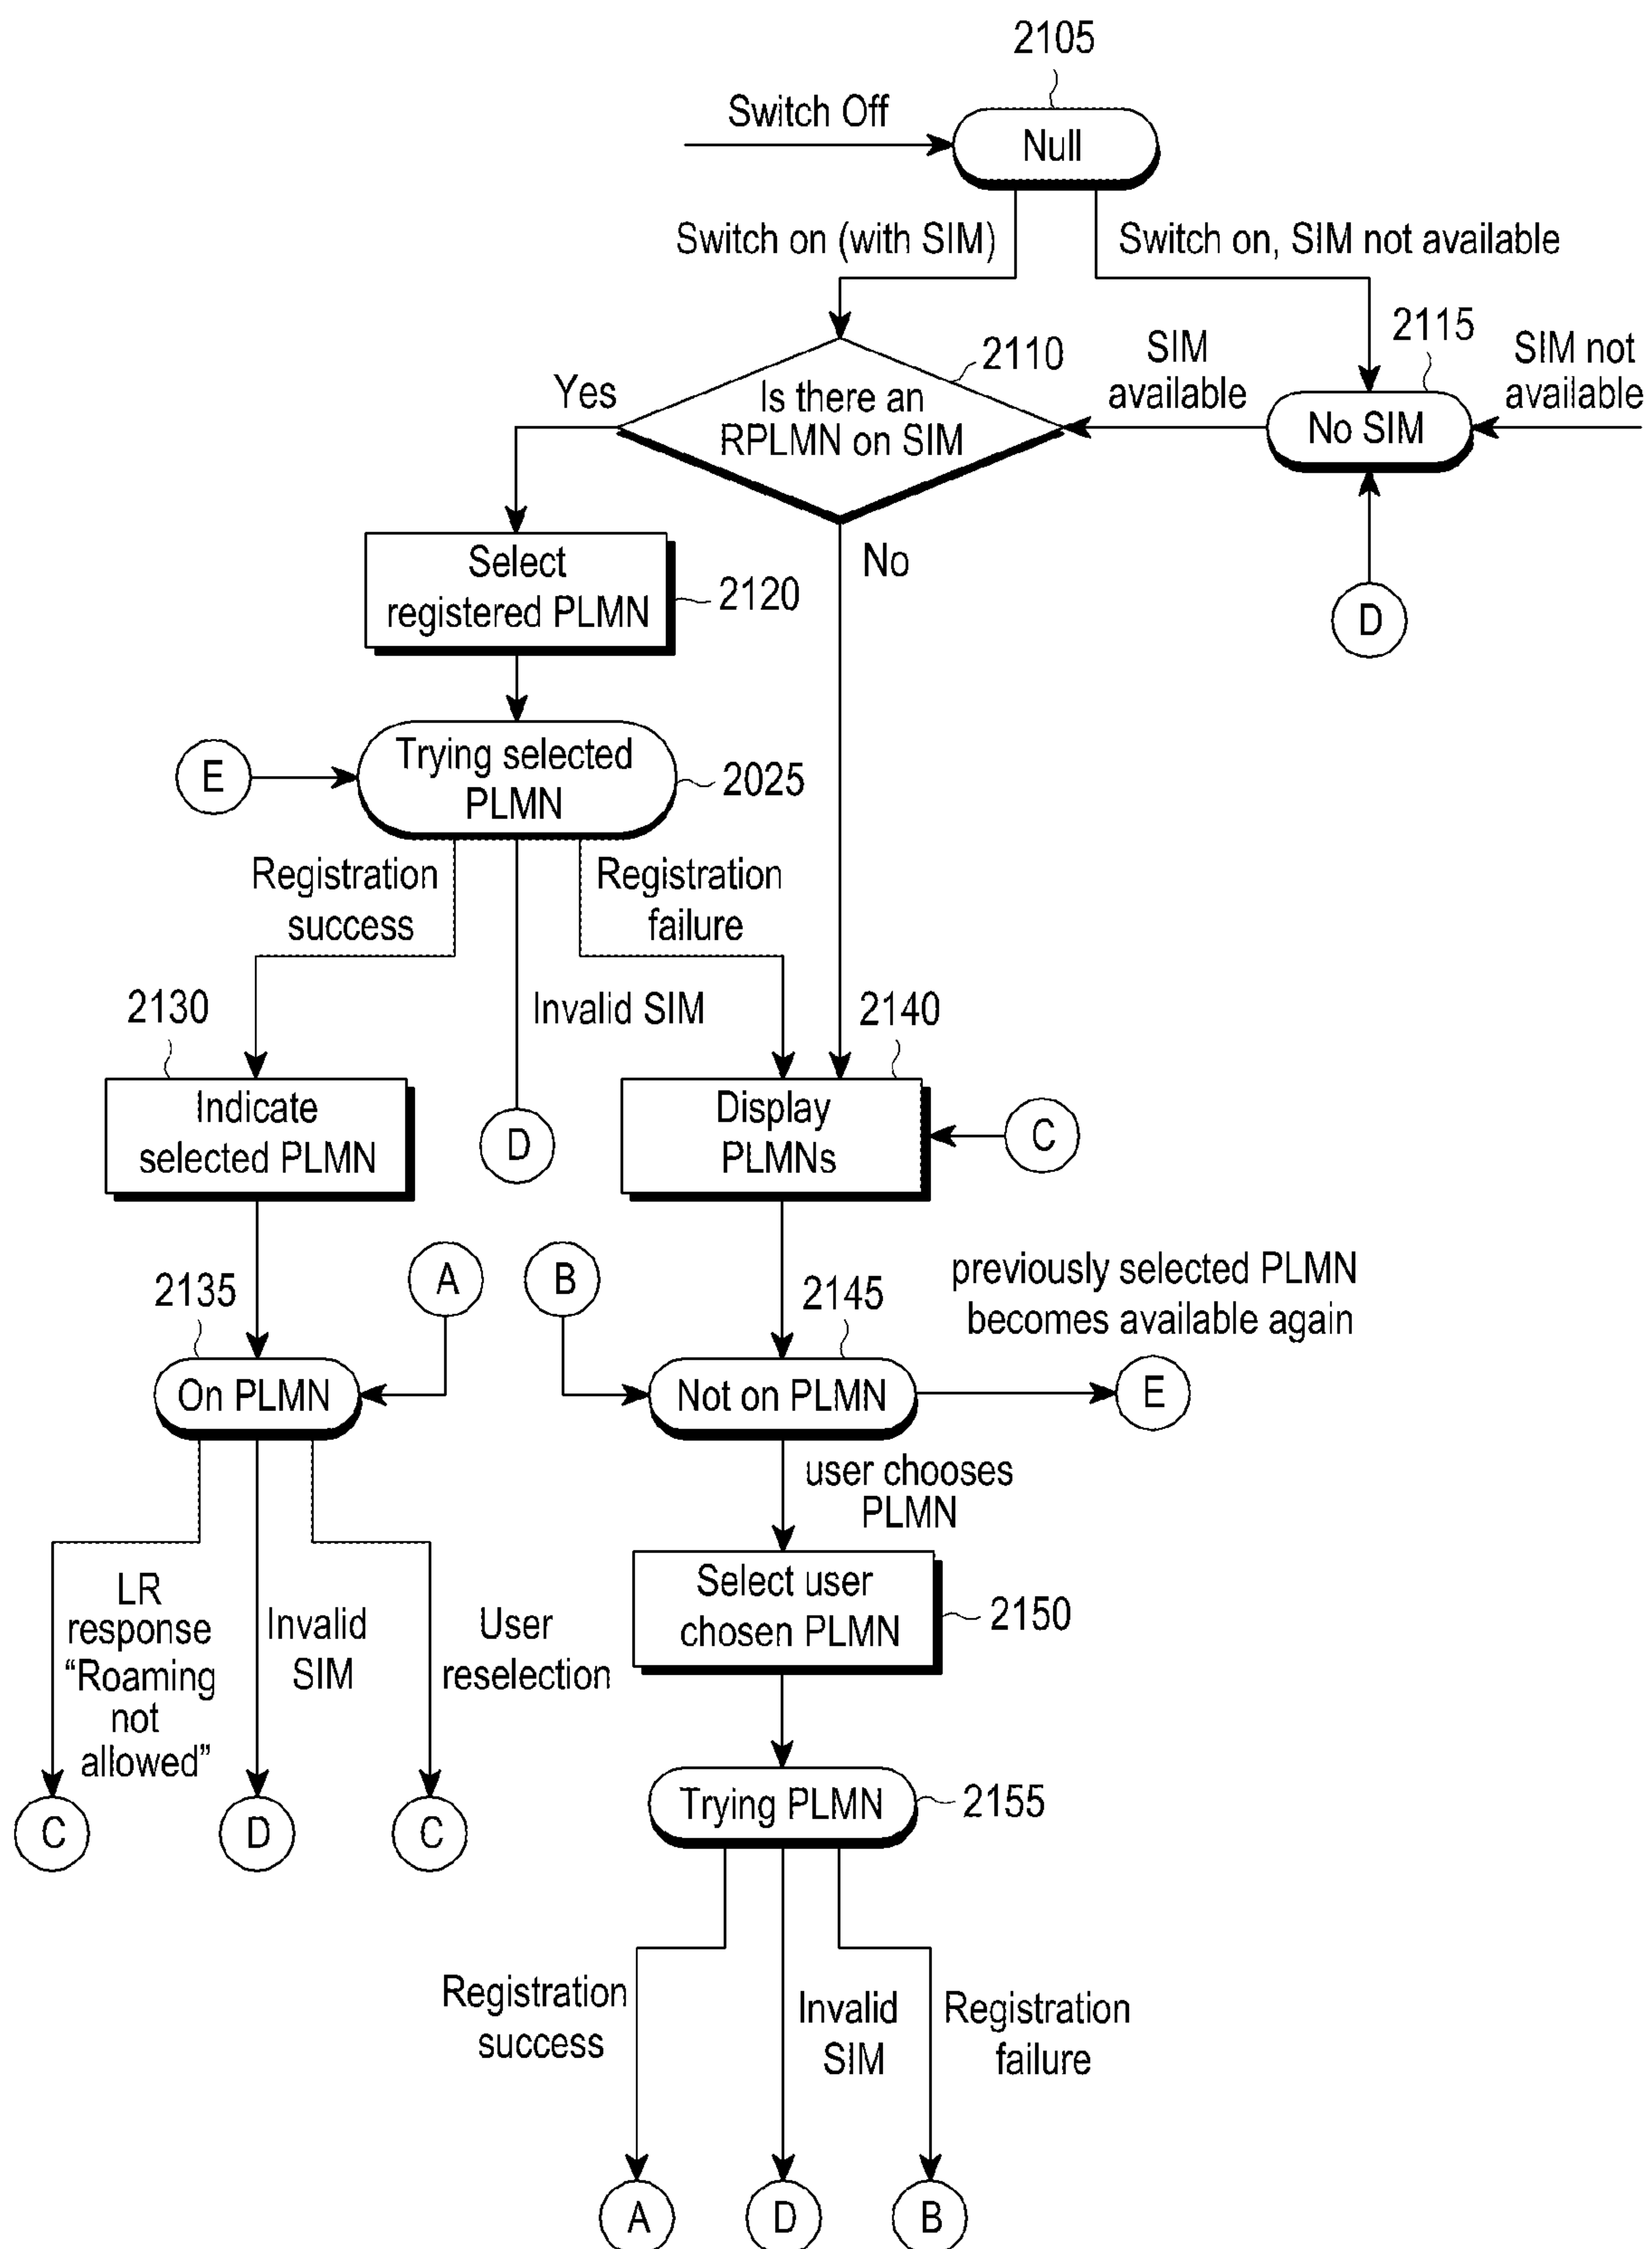 2105
Switch Off
Null
Switch on (with SIM)
Switch on, SIM not available
2110
SIM
available
2115
SIM not
available
Yes
Is there an
RPLMN on SIM
No SIM
No
Select
registered PLMN
2120
D
E
Trying selected
PLMN
2025
Registration
success
Registration
failure
Invalid SIM
2130
2140
Indicate
selected PLMN
D
Display
PLMNs
C
A
B
previously selected PLMN
becomes available again
2135
2145
On PLMN
Not on PLMN
E
user chooses
PLMN
LR
response
“Roaming
not
allowed”
Invalid
SIM
User
reselection
Select user
chosen PLMN
2150
C
D
C
Trying PLMN
2155
Registration
success
Invalid
SIM
Registration
failure
A
D
B